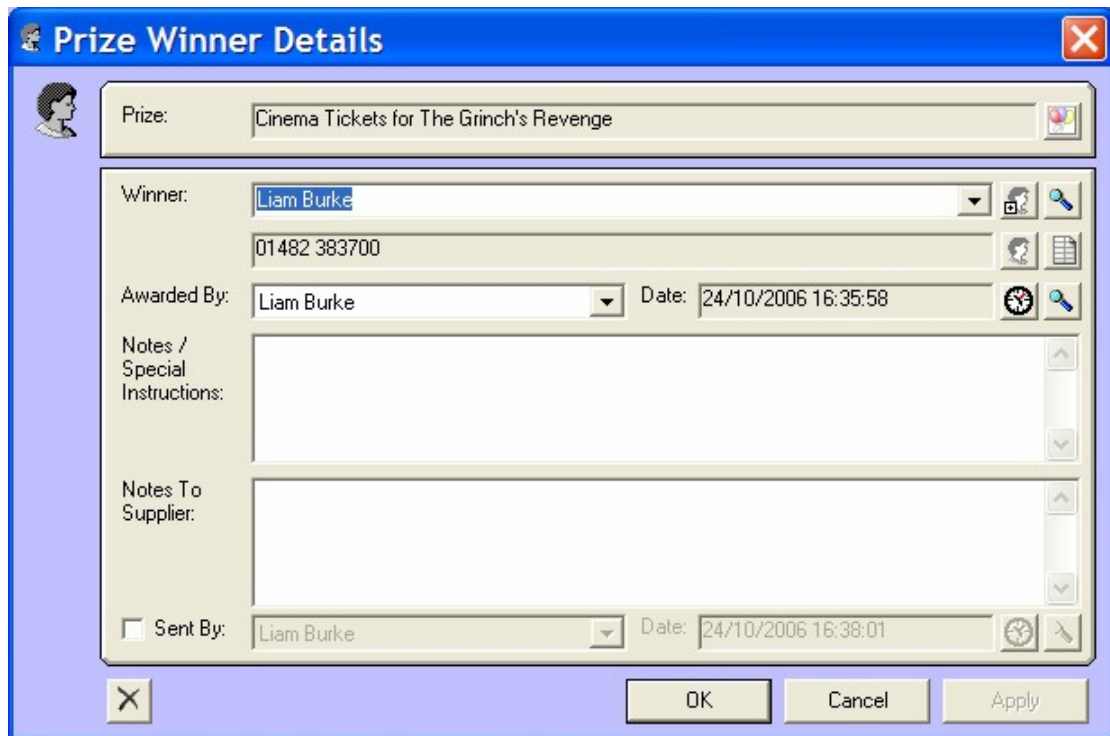 Prize Winner Details
Prize: Cinema Tickets for The Grinch's Revenge
Winner: Liam Burke
01482 383700
Awarded By: Liam Burke Date: 24/10/2006 16:35:58
Notes /
Special
Instructions:
Notes To
Supplier:
Sent By: Liam Burke Date: 24/10/2006 16:38:01
OK Cancel Apply